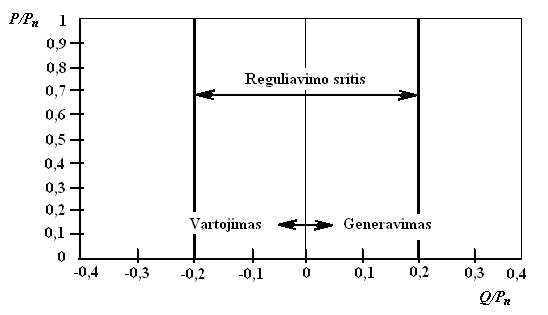 P/Pn
1
0,9
0,8
0,7
0,6
0,5
0,4
0,3
0,2
0,1
0
Reguliavimo sritis
Vartojimas
Generavimas
-0,4 -0,3 -0,2 -0,1 0 0,1 0,2 0,3 0,4
Q/Pn